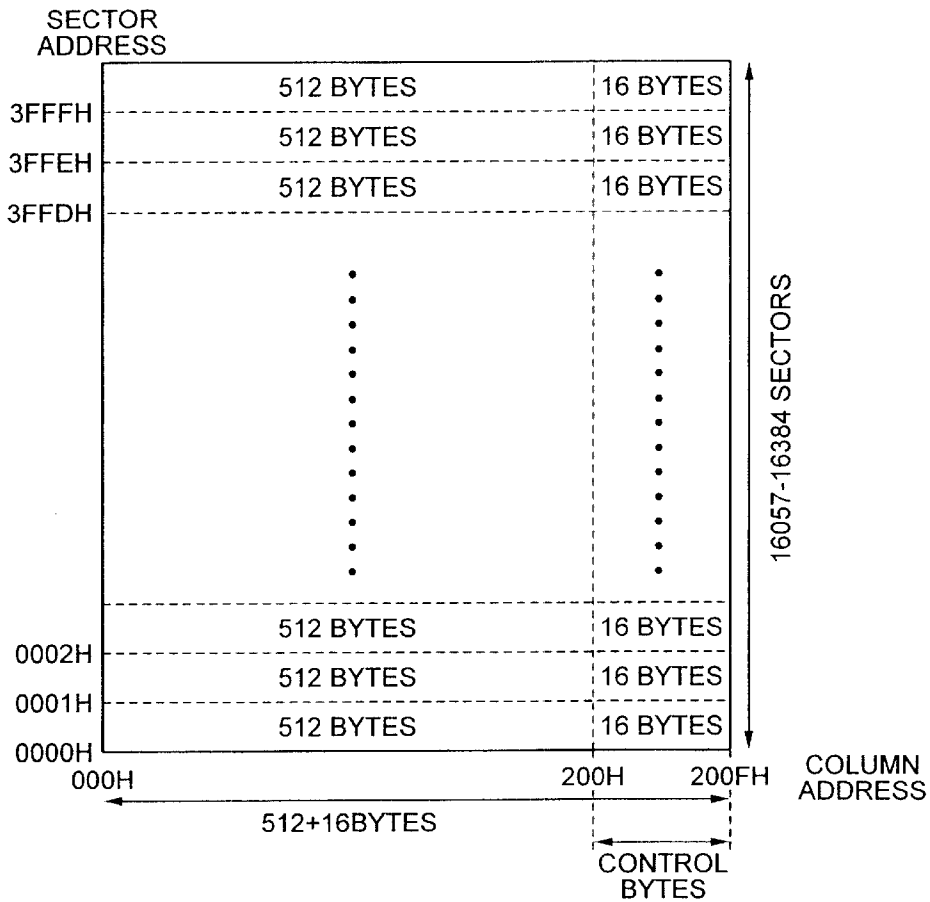 SECTOR
ADDRESS
512 BYTES 16 BYTES
3FFFH
512 BYTES 16 BYTES
3FFEH
512 BYTES 16 BYTES
3FFDH
16057-16384 SECTORS
512 BYTES 16 BYTES
0002H
512 BYTES 16 BYTES
0001H
512 BYTES 16 BYTES
0000H
000H 200H 200FH COLUMN
ADDRESS
512+16BYTES
CONTROL
BYTES